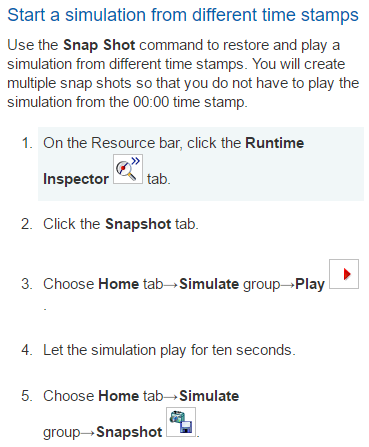 Start a simulation from different time stamps
Use the Snap Shot command to restore and play a
simulation from different time stamps. You will create
multiple snap shots so that you do not have to play the
simulation from the 00:00 time stamp.
1. On the Resource bar, click the Runtime
Inspector tab.
2. Click the Snapshot tab.
3. Choose Home tab→Simulate group→Play
.
4. Let the simulation play for ten seconds.
5. Choose Home tab→Simulate
group→Snapshot .